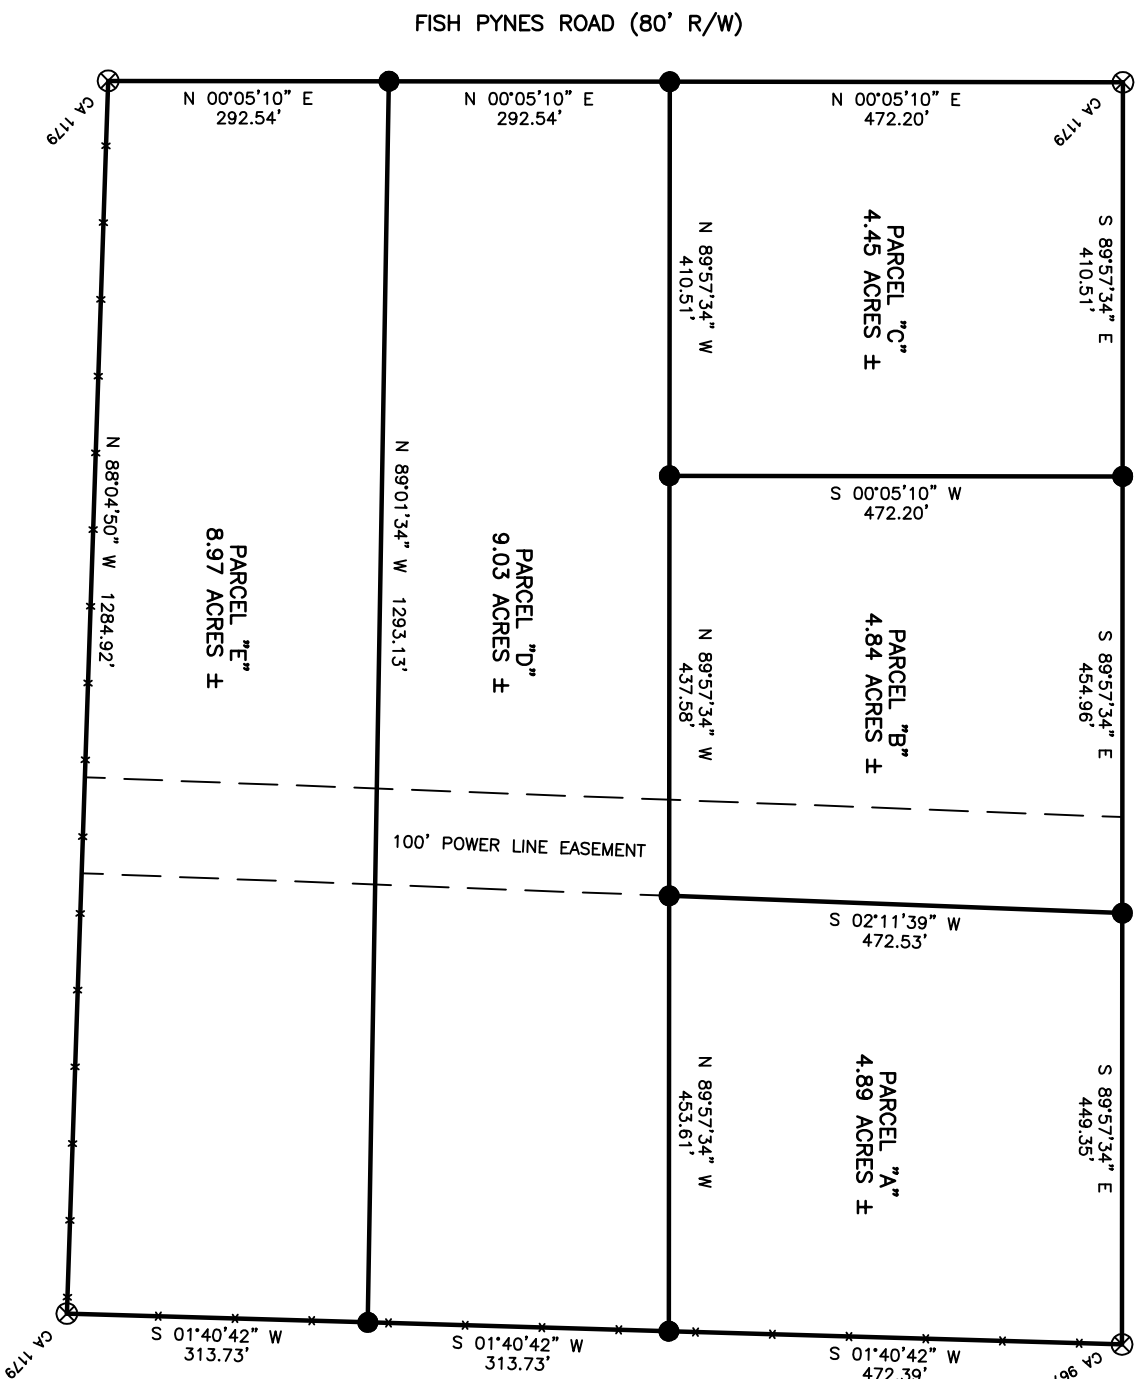 FISH PYNES ROAD (80' R/W)
N 00°05'10" E
292.54'
N 00°05'10" E
292.54'
N 00°05'10" E
472.20'
CA 1179
CA 1179
N 89°57'34" W
410.51'
PARCEL "C"
4.45 ACRES ±
S 89°57'34" E
410.51'
S 00°05'10" W
472.20'
N 88°04'50" W 1284.92'
PARCEL "E"
8.97 ACRES ±
N 89°01'34" W 1293.13'
PARCEL "D"
9.03 ACRES ±
N 89°57'34" W
437.58'
PARCEL "B"
4.84 ACRES ±
S 89°57'34" E
454.96'
100' POWER LINE EASEMENT
S 02°11'39" W
472.53'
N 89°57'34" W
453.61'
PARCEL "A"
4.89 ACRES ±
S 89°57'34" E
449.35'
CA 1179
S 01°40'42" W
313.73'
S 01°40'42" W
313.73'
S 01°40'42" W
472.39'
CA